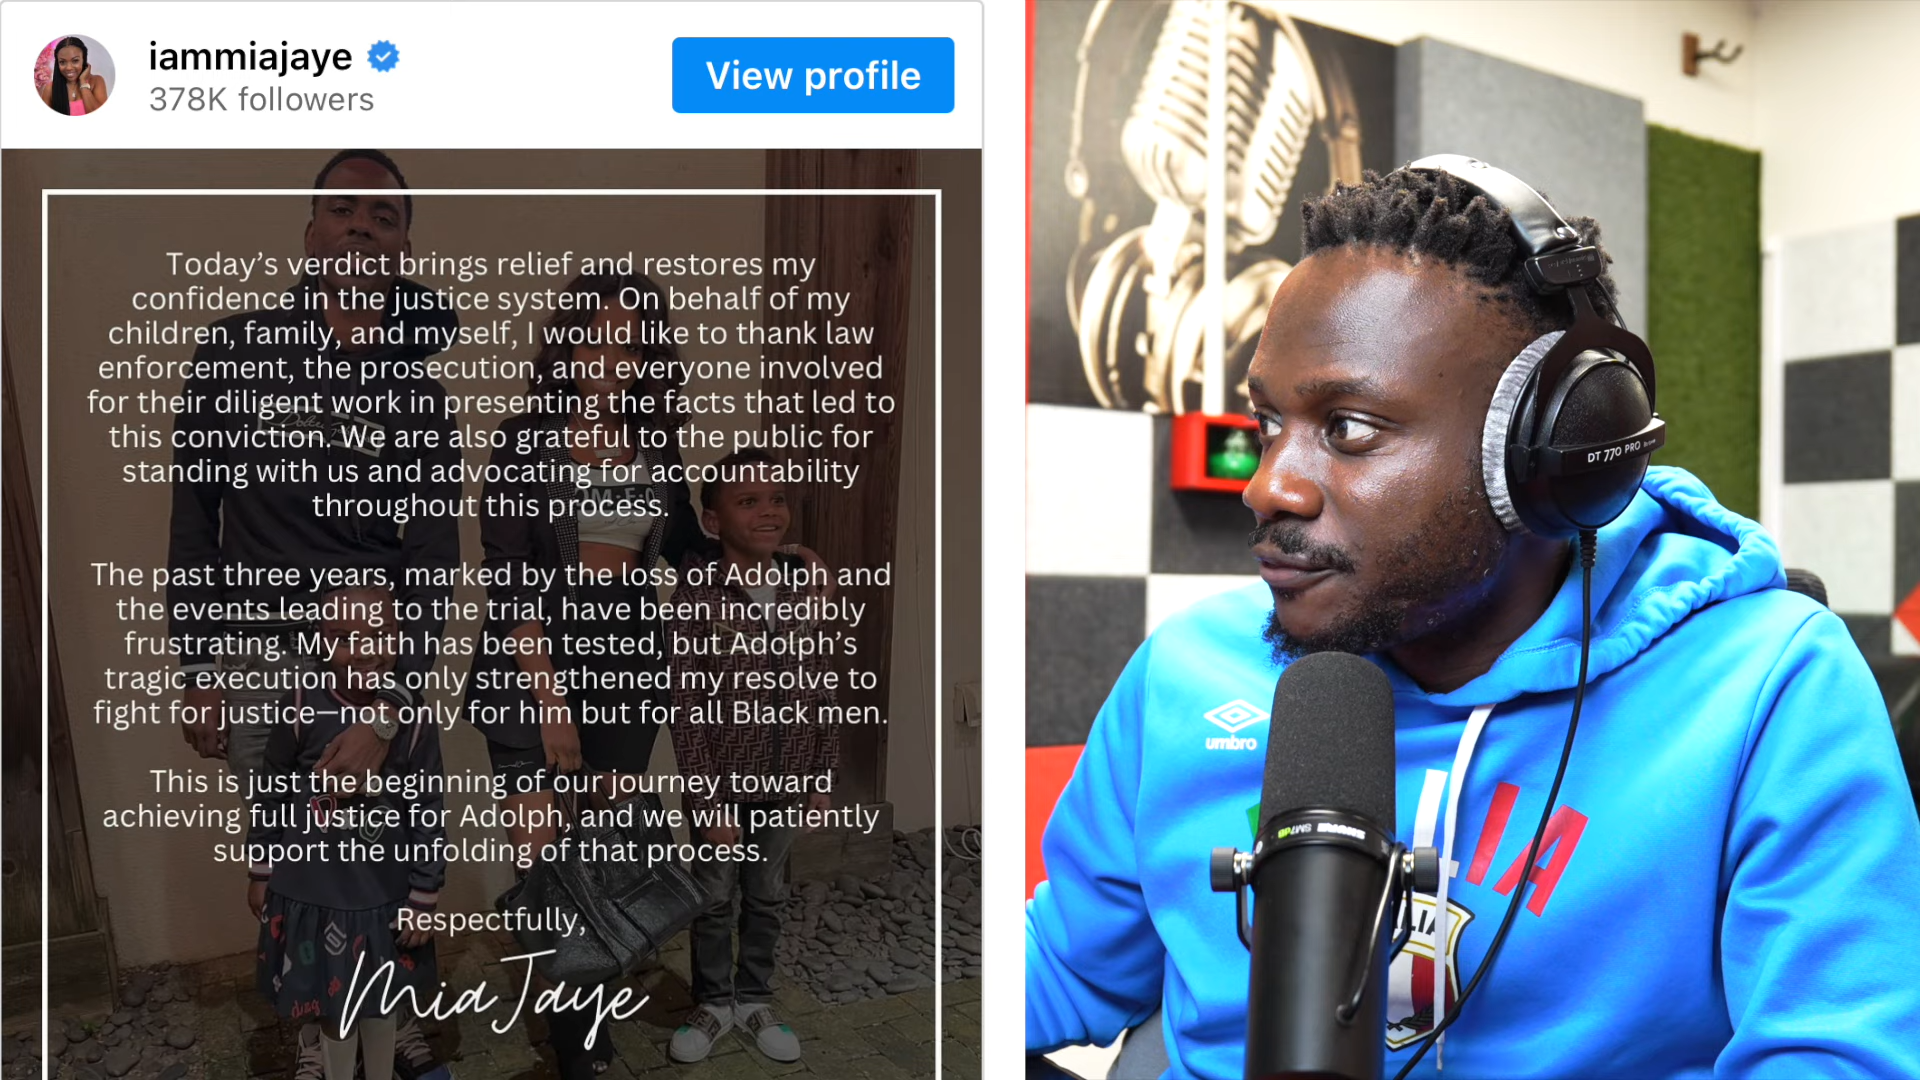 iammiajaye
378K followers
View profile
Today’s verdict brings relief and restores my
confidence in the justice system. On behalf of my
children, family, and myself, I would like to thank law
enforcement, the prosecution, and everyone involved
for their diligent work in presenting the facts that led to
this conviction. We are also grateful to the public for
standing with us and advocating for accountability
throughout this process.
The past three years, marked by the loss of Adolph and
the events leading to the trial, have been incredibly
frustrating. My faith has been tested, but Adolph’s
tragic execution has only strengthened my resolve to
fight for justice—not only for him but for all Black men.
This is just the beginning of our journey toward
achieving full justice for Adolph, and we will patiently
support the unfolding of that process.
Respectfully,
Mia Jaye
DT 770 PRO
umbro
LIA
SHURE SM7dB
LIA